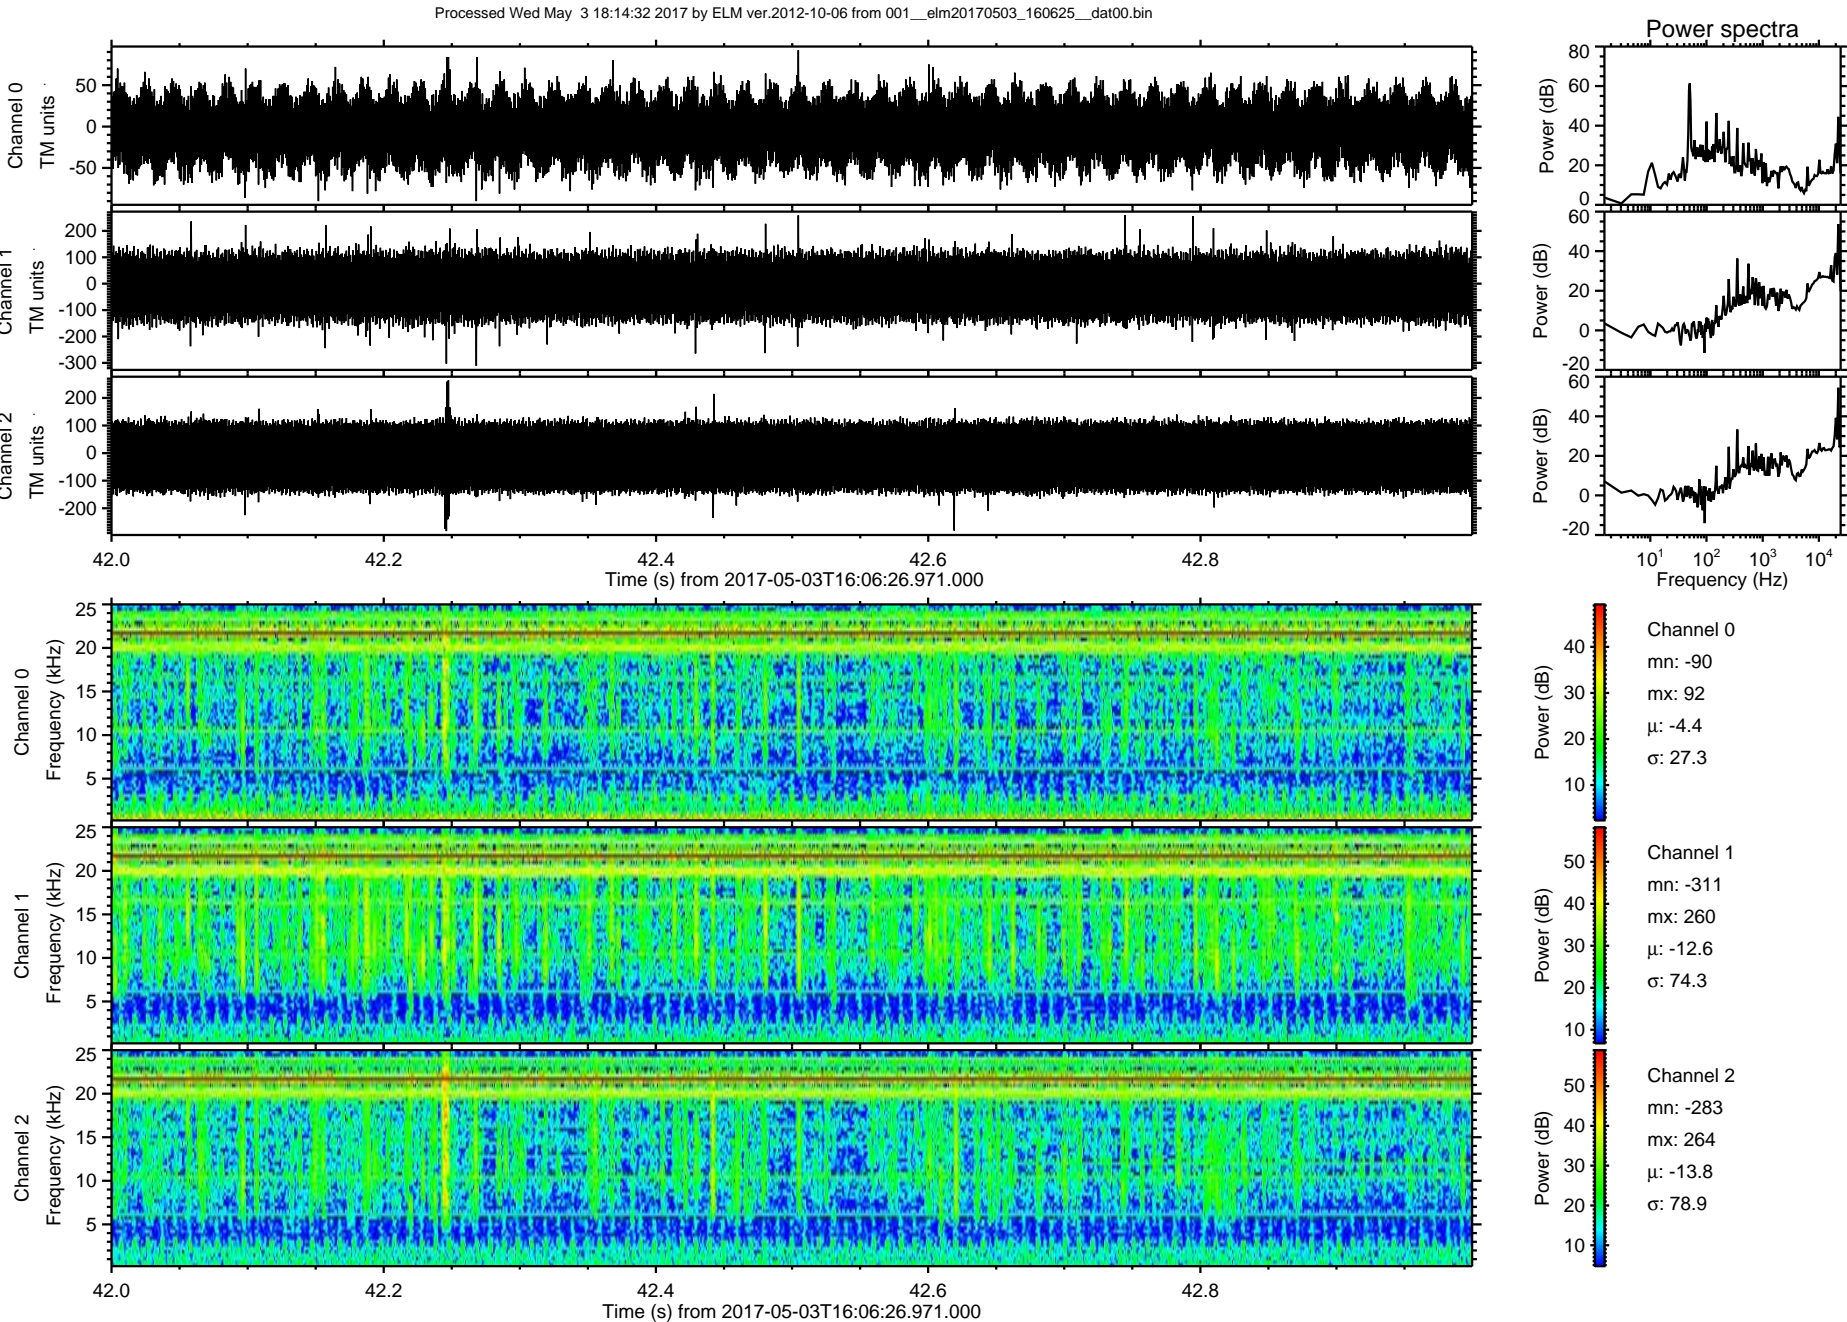 Processed Wed May  3 18:14:32 2017 by ELM ver.2012-10-06 from 001__elm20170503_160625__dat00.bin
Power spectra
Channel 0
TM units
50
0
-50
Power (dB)
80
60
40
20
0
Channel 1
TM units
200
100
0
-100
-200
-300
Power (dB)
60
40
20
0
-20
Channel 2
TM units
200
100
0
-100
-200
Power (dB)
60
40
20
0
-20
42.0 42.2 42.4 42.6 42.8
Time (s) from 2017-05-03T16:06:26.971.000
10¹ 10² 10³ 10⁴
Frequency (Hz)
Channel 0
Frequency (kHz)
25
20
15
10
5
Power (dB)
40
30
20
10
Channel 0
mn: -90
mx: 92
μ: -4.4
σ: 27.3
Channel 1
Frequency (kHz)
25
20
15
10
5
Power (dB)
50
40
30
20
10
Channel 1
mn: -311
mx: 260
μ: -12.6
σ: 74.3
Channel 2
Frequency (kHz)
25
20
15
10
5
Power (dB)
50
40
30
20
10
Channel 2
mn: -283
mx: 264
μ: -13.8
σ: 78.9
42.0 42.2 42.4 42.6 42.8
Time (s) from 2017-05-03T16:06:26.971.000